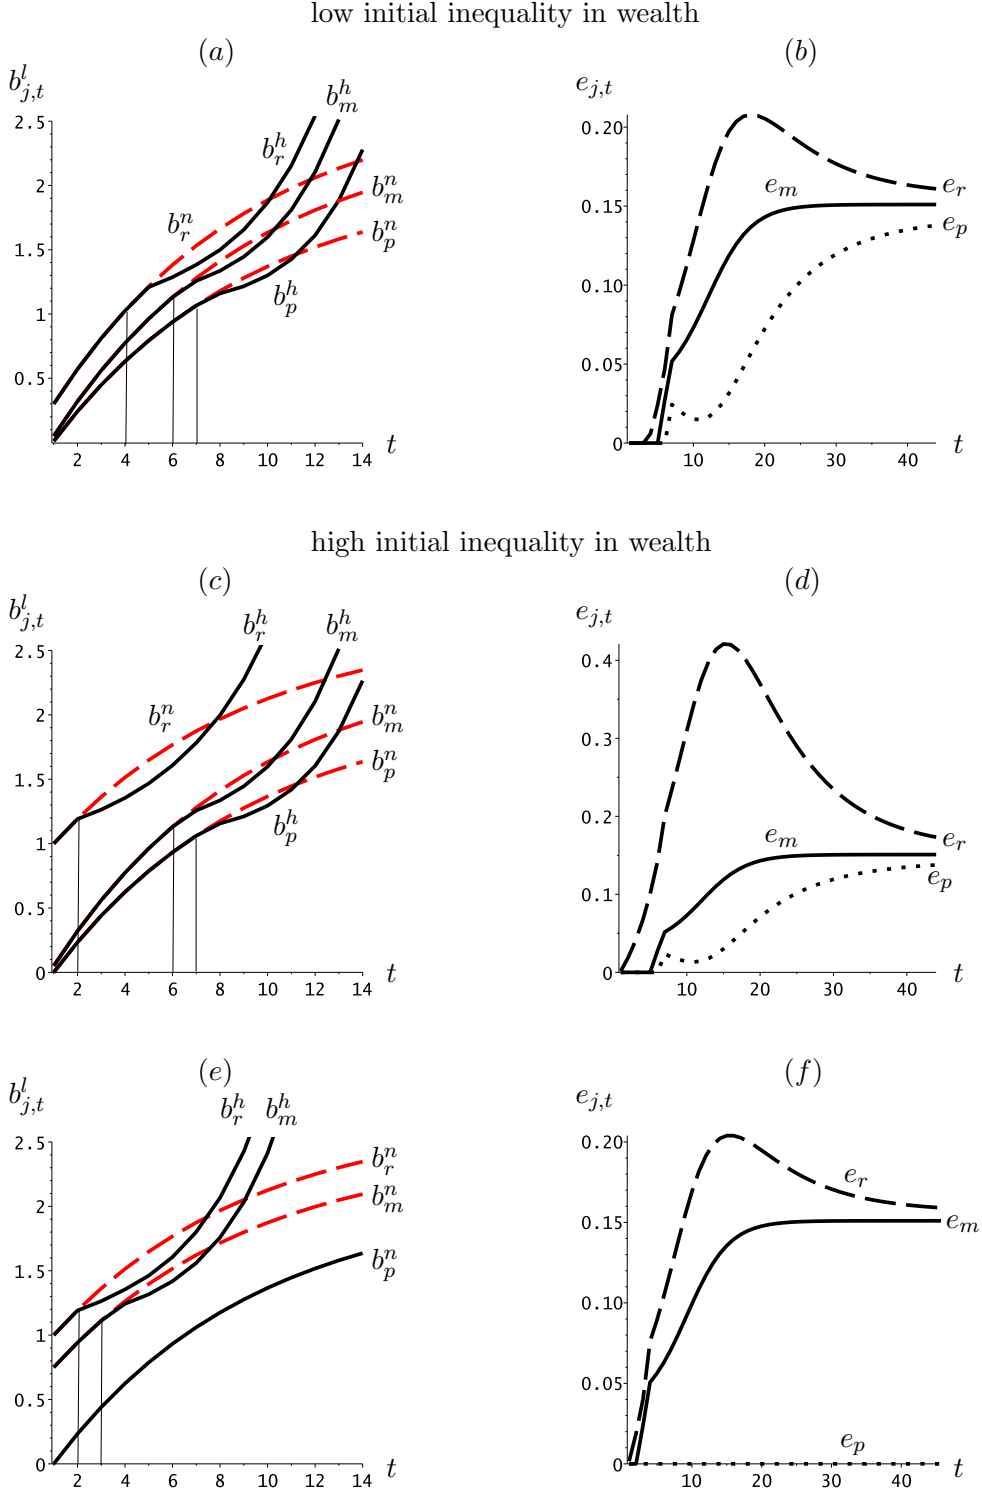 low initial inequality in wealth
(a)
b^l_{j,t}
2.5
2
1.5
1
0.5
0
2 4 6 8 10 12 14
t
b^h_r
b^h_m
b^n_r
b^n_m
b^n_p
b^h_p
(b)
e_{j,t}
0.20
0.15
0.10
0.05
0
10 20 30 40
t
e_m
e_r
e_p
high initial inequality in wealth
(c)
b^l_{j,t}
2.5
2
1.5
1
0.5
0
2 4 6 8 10 12 14
t
b^h_r
b^h_m
b^n_r
b^n_m
b^n_p
b^h_p
(d)
e_{j,t}
0.4
0.3
0.2
0.1
0
10 20 30 40
t
e_m
e_r
e_p
(e)
b^l_{j,t}
2.5
2
1.5
1
0.5
0
2 4 6 8 10 12 14
t
b^h_r
b^h_m
b^n_r
b^n_m
b^n_p
(f)
e_{j,t}
0.20
0.15
0.10
0.05
0
10 20 30 40
t
e_r
e_m
e_p